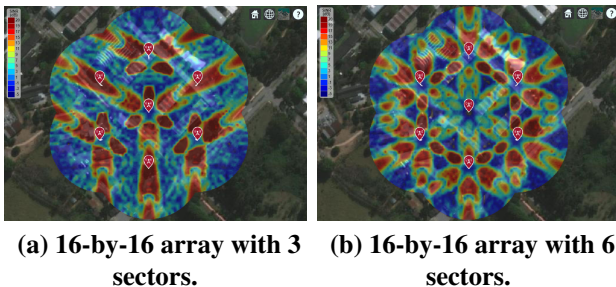 (a) 16-by-16 array with 3
sectors.
(b) 16-by-16 array with 6
sectors.